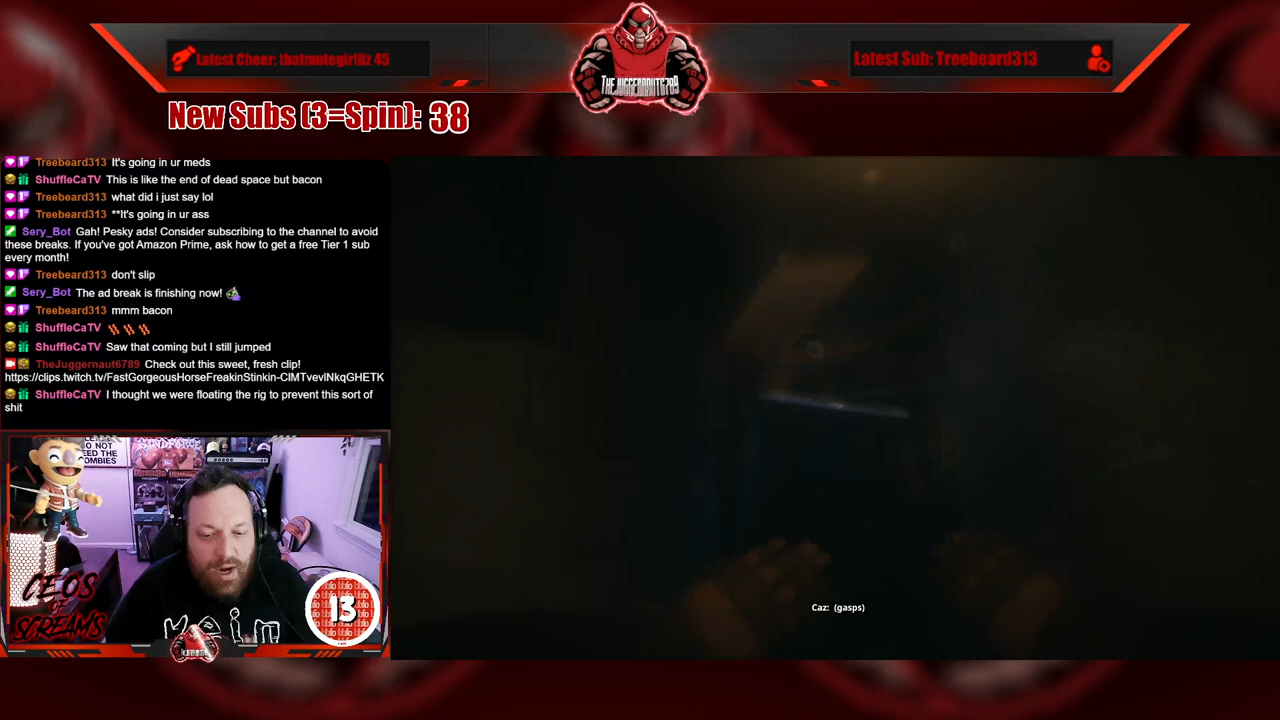 Latest Cheer: thatmutegirlliz 45
THEJUGGERNAUT6789
Latest Sub: Treebeard313
New Subs (3=Spin): 38
Treebeard313 It's going in ur meds
ShuffleCaTV This is like the end of dead space but bacon
Treebeard313 what did i just say lol
Treebeard313 **It's going in ur ass
Sery_Bot Gah! Pesky ads! Consider subscribing to the channel to avoid
these breaks. If you've got Amazon Prime, ask how to get a free Tier 1 sub
every month!
Treebeard313 don't slip
Sery_Bot The ad break is finishing now!
Treebeard313 mmm bacon
ShuffleCaTV
ShuffleCaTV Saw that coming but I still jumped
TheJuggernaut6789 Check out this sweet, fresh clip!
https://clips.twitch.tv/FastGorgeousHorseFreakinStinkin-ClMTvevlNkqGHETK
ShuffleCaTV I thought we were floating the rig to prevent this sort of
shit
DO NOT
FEED THE
ZOMBIES
CEOS
OF
SCREAMS
13
Caz: (gasps)